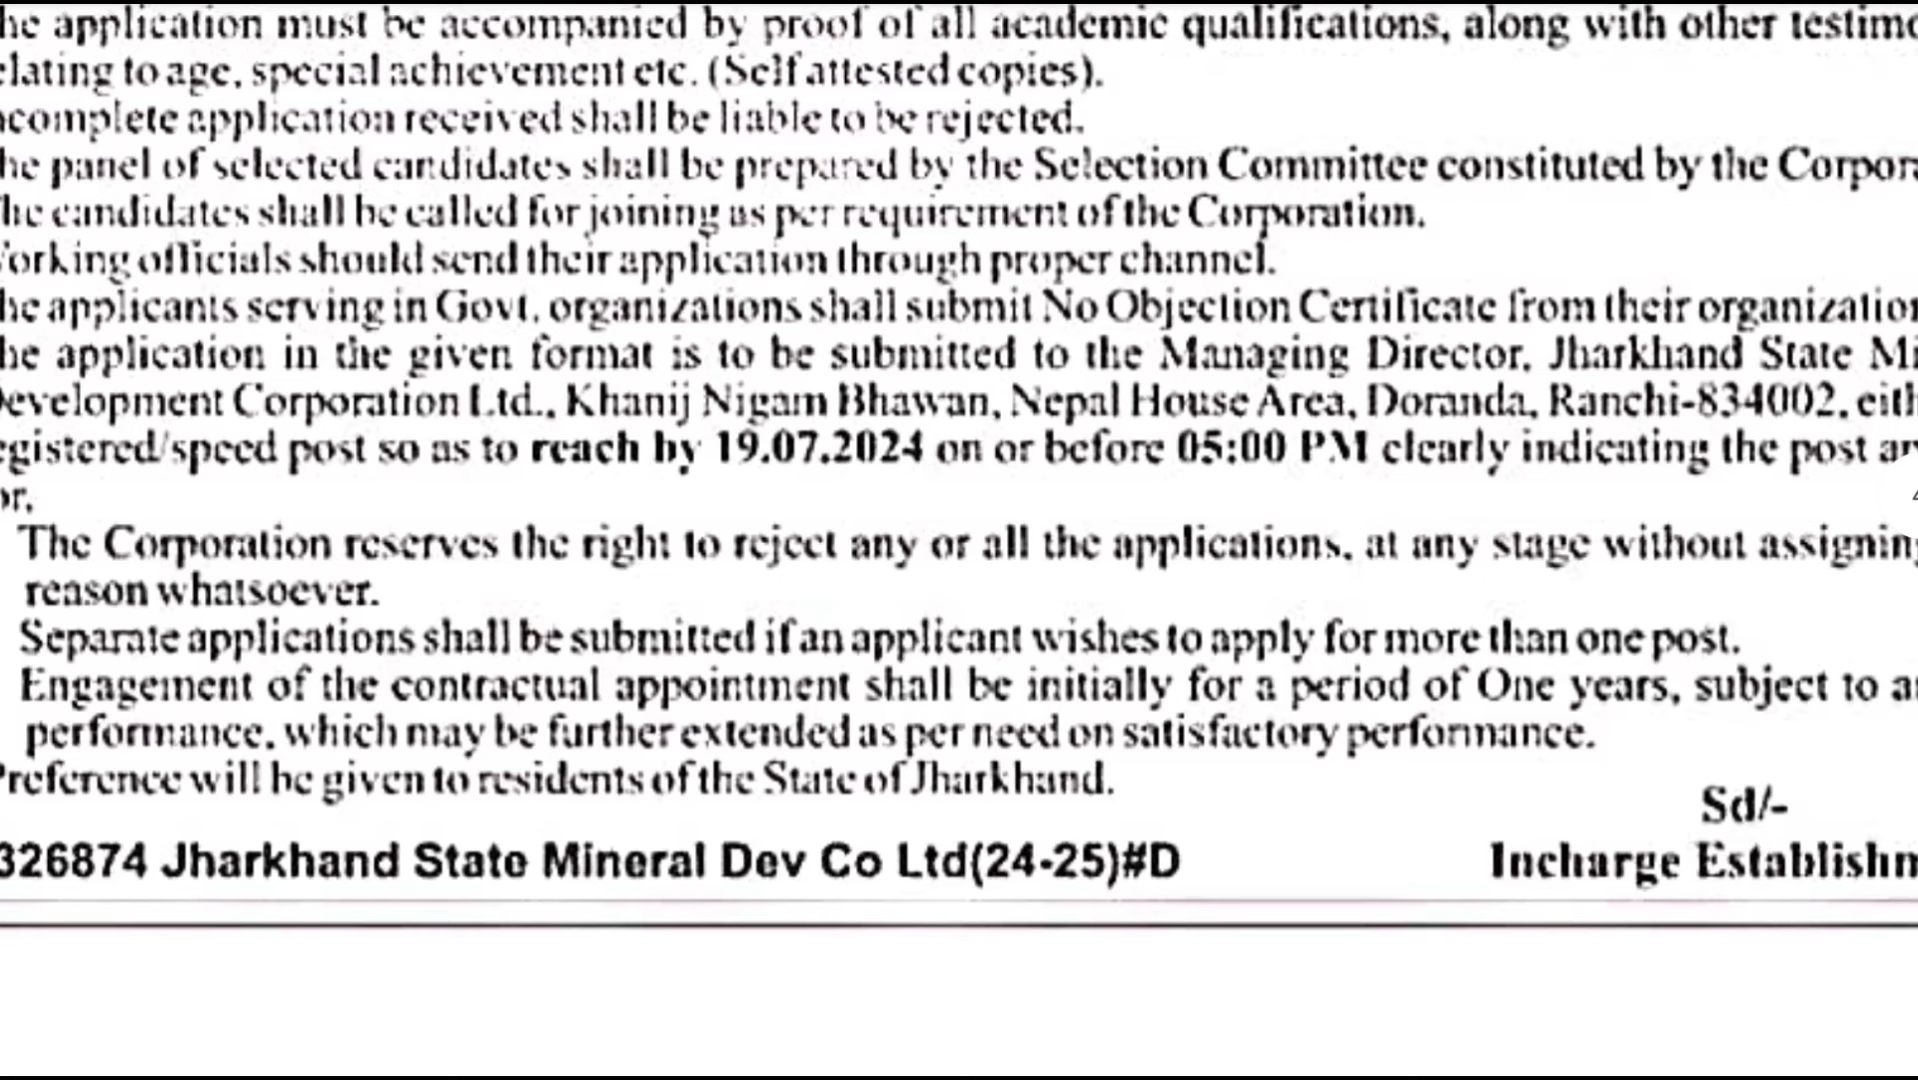 he application must be accompanied by proof of all academic qualifications, along with other testimo
elating to age, special achievement etc. (Self attested copies).
ncomplete application received shall be liable to be rejected.
he panel of selected candidates shall be prepared by the Selection Committee constituted by the Corpora
The candidates shall be called for joining as per requirement of the Corporation.
orking officials should send their application through proper channel.
he applicants serving in Govt. organizations shall submit No Objection Certificate from their organization
he application in the given format is to be submitted to the Managing Director, Jharkhand State Mi
Development Corporation Ltd., Khanij Nigam Bhawan, Nepal House Area, Doranda, Ranchi-834002, eith
egistered/speed post so as to reach by 19.07.2024 on or before 05:00 PM clearly indicating the post an
or.
The Corporation reserves the right to reject any or all the applications, at any stage without assigning
reason whatsoever.
Separate applications shall be submitted if an applicant wishes to apply for more than one post.
Engagement of the contractual appointment shall be initially for a period of One years, subject to a
performance, which may be further extended as per need on satisfactory performance.
Preference will be given to residents of the State of Jharkhand.
Sd/-
326874 Jharkhand State Mineral Dev Co Ltd(24-25)#D
Incharge Establishm